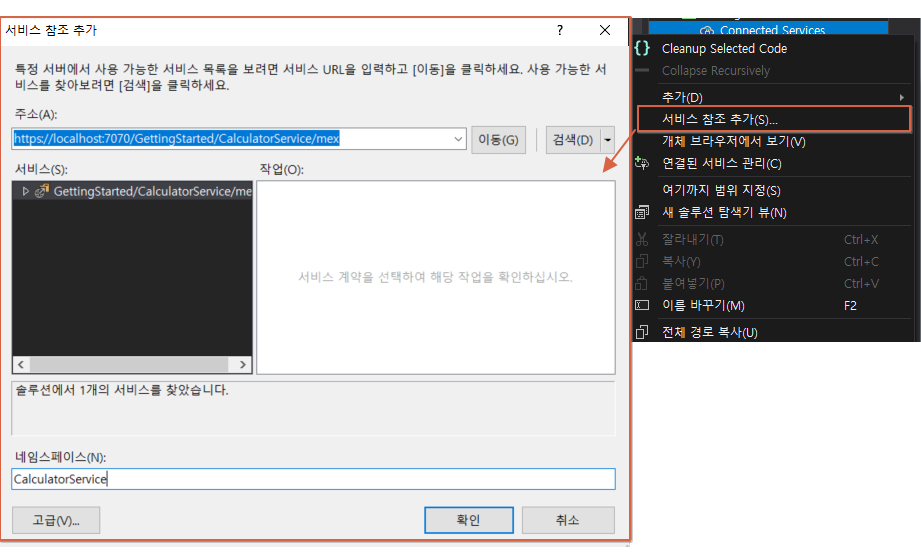 서비스 참조 추가
?
특정 서버에서 사용 가능한 서비스 목록을 보려면 서비스 URL을 입력하고 [이동]을 클릭하세요. 사용 가능한 서
비스를 찾아보려면 [검색]을 클릭하세요.
주소(A):
https://localhost:7070/GettingStarted/CalculatorService/mex
이동(G)
검색(D)
서비스(S):
작업(O):
GettingStarted/CalculatorService/me
서비스 계약을 선택하여 해당 작업을 확인하십시오.
솔루션에서 1개의 서비스를 찾았습니다.
네임스페이스(N):
CalculatorService
고급(V)...
확인
취소
Connected Services
Cleanup Selected Code
Collapse Recursively
추가(D)
서비스 참조 추가(S)...
개체 브라우저에서 보기(V)
연결된 서비스 관리(C)
여기까지 범위 지정(S)
새 솔루션 탐색기 뷰(N)
잘라내기(T) Ctrl+X
복사(Y) Ctrl+C
붙여넣기(P) Ctrl+V
이름 바꾸기(M) F2
전체 경로 복사(U)